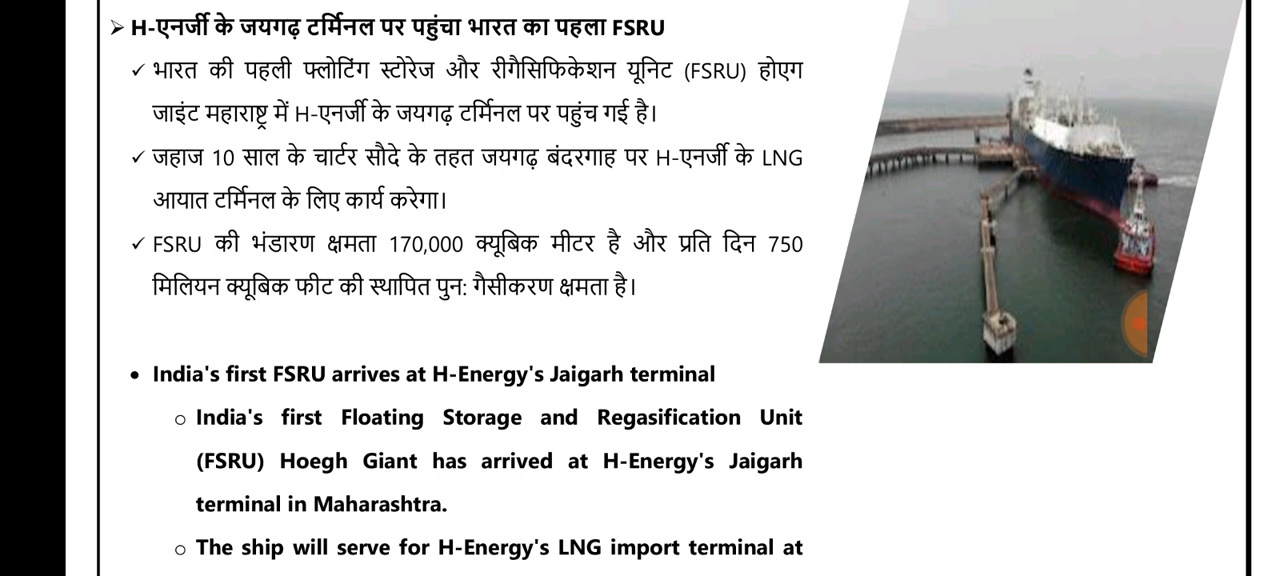 ➢ H-एनर्जी के जयगढ़ टर्मिनल पर पहुंचा भारत का पहला FSRU
✓ भारत की पहली फ्लोटिंग स्टोरेज और रीगैसिफिकेशन यूनिट (FSRU) होएग
जाइंट महाराष्ट्र में H-एनर्जी के जयगढ़ टर्मिनल पर पहुंच गई है।
✓ जहाज 10 साल के चार्टर सौदे के तहत जयगढ़ बंदरगाह पर H-एनर्जी के LNG
आयात टर्मिनल के लिए कार्य करेगा।
✓ FSRU की भंडारण क्षमता 170,000 क्यूबिक मीटर है और प्रति दिन 750
मिलियन क्यूबिक फीट की स्थापित पुन: गैसीकरण क्षमता है।
• India's first FSRU arrives at H-Energy's Jaigarh terminal
o India's first Floating Storage and Regasification Unit
(FSRU) Hoegh Giant has arrived at H-Energy's Jaigarh
terminal in Maharashtra.
o The ship will serve for H-Energy's LNG import terminal at